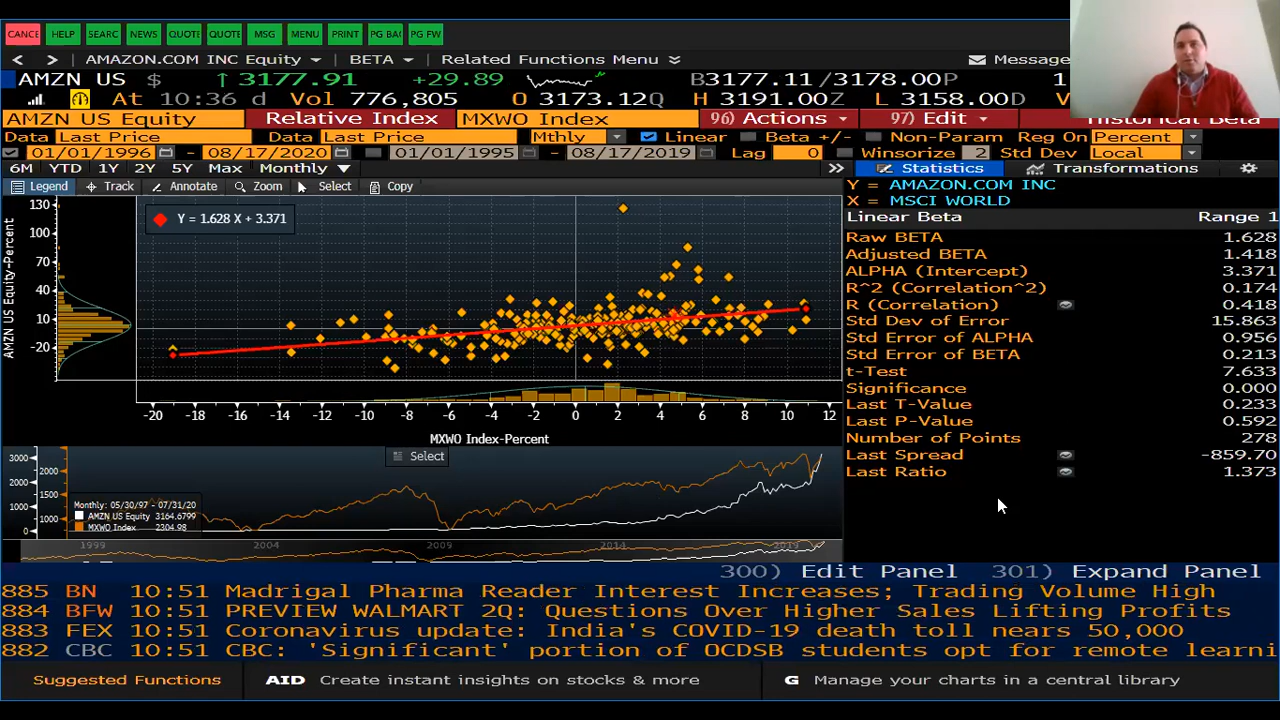 CANCE HELP SEARC NEWS QUOTE QUOTE MSG MENU PRINT PG BAC PG FW
< > AMAZON.COM INC Equity BETA Related Functions Menu Messag
AMZN US $ ↑ 3177.91 +29.89 B3177.11 /3178.00P 1
At 10:36 d Vol 776,805 O 3173.12Q H 3191.00Z L 3158.00D
AMZN US Equity Relative Index MXWO Index 96) Actions 97) Edit Historical Beta
Data Last Price Data Last Price Mthly Linear Beta +/- Non-Param Reg On Percent
01/01/1996 - 08/17/2020 01/01/1995 - 08/17/2019 Lag 0 Winsorize 2 Std Dev Local
6M YTD 1Y 2Y 5Y Max Monthly Statistics Transformations
Legend Track Annotate Zoom Select Copy
Y = AMAZON.COM INC
X = MSCI WORLD
Linear Beta Range 1
Raw BETA 1.628
Adjusted BETA 1.418
ALPHA (Intercept) 3.371
R^2 (Correlation^2) 0.174
R (Correlation) 0.418
Std Dev of Error 15.863
Std Error of ALPHA 0.956
Std Error of BETA 0.213
t-Test 7.633
Significance 0.000
Last T-Value 0.233
Last P-Value 0.592
Number of Points 278
Last Spread -859.70
Last Ratio 1.373
Y = 1.628 X + 3.371
AMZN US Equity-Percent
130
100
70
40
10
-20
-20 -18 -16 -14 -12 -10 -8 -6 -4 -2 0 2 4 6 8 10 12
MXWO Index-Percent
Select
3000
2000
1000
0
2500
2000
1500
1000
Monthly: 05/30/97 - 07/31/20
AMZN US Equity 3164.6799
MXWO Index 2304.98
1999 2004 2009 2014 2019
300) Edit Panel 301) Expand Panel
885 BN 10:51 Madrigal Pharma Reader Interest Increases; Trading Volume High
884 BFW 10:51 PREVIEW WALMART 2Q: Questions Over Higher Sales Lifting Profits
883 FEX 10:51 Coronavirus update: India's COVID-19 death toll nears 50,000
882 CBC 10:51 CBC: 'Significant' portion of OCDSB students opt for remote learni
Suggested Functions AID Create instant insights on stocks & more G Manage your charts in a central library